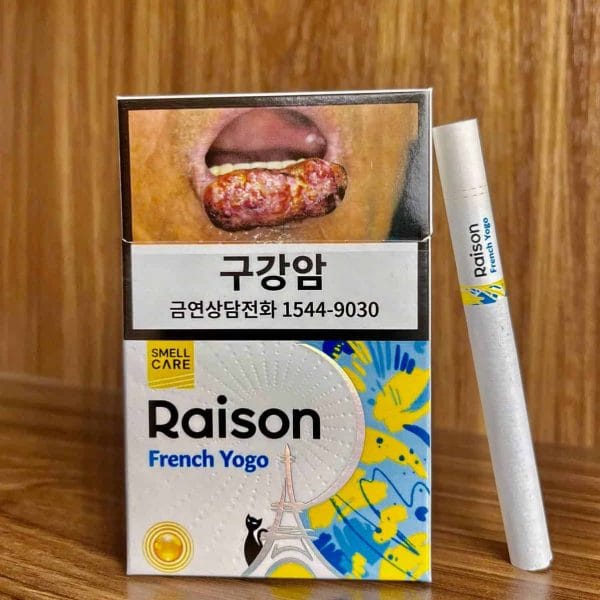 구강암
금연상담전화 1544-9030
SMELL
CARE
Raison
French Yogo
Raison
French Yogo